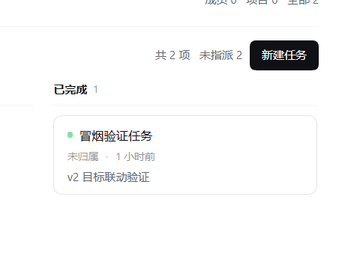 成员 0 项目 0 全部 2
共 2 项 未指派 2 新建任务
已完成 1
冒烟验证任务
未归属 · 1 小时前
v2 目标联动验证